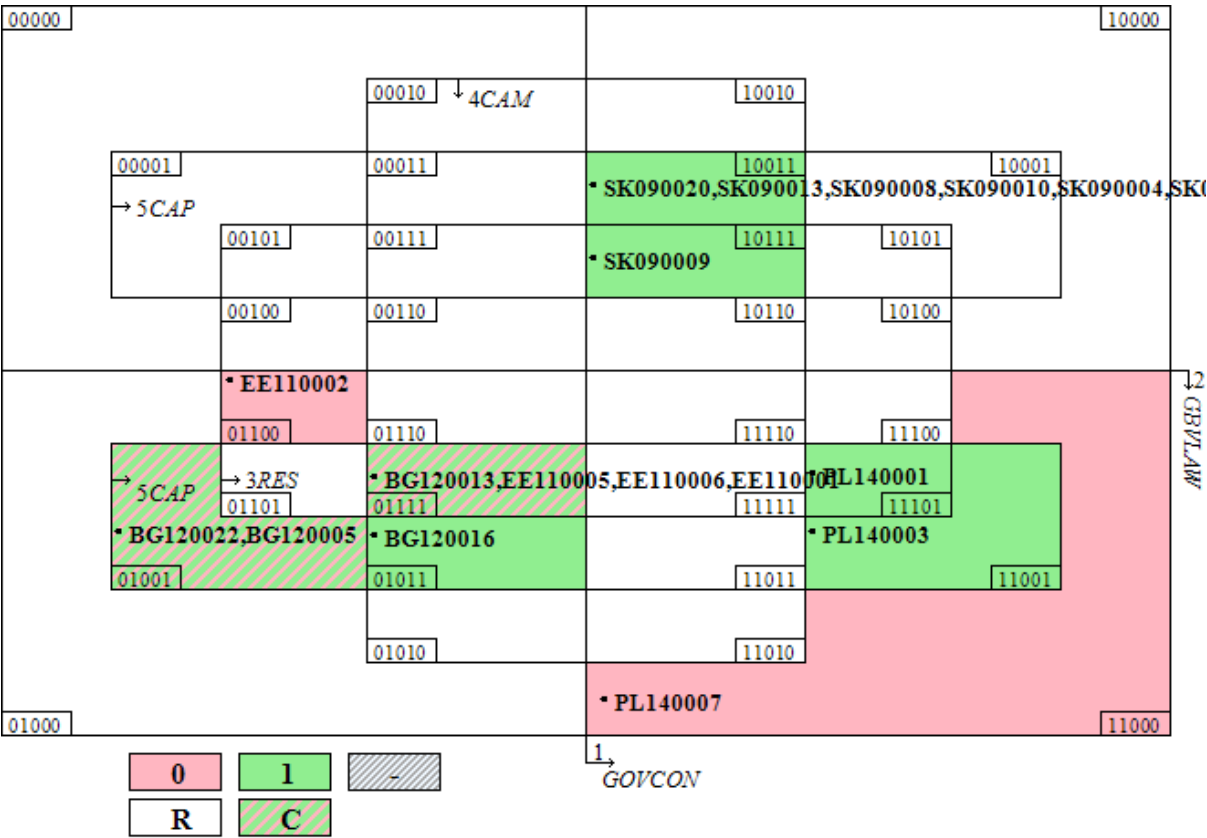 00000 10000
00010 4CAM 10010
00001 00011 10011 10001
SK090020,SK090013,SK090008,SK090010,SK090004,SK0
5CAP
00101 00111 10111 10101
SK090009
00100 00110 10110 10100
EE110002
2
GBVLAW
01100 01110 11110 11100
5CAP 3RES BG120013,EE110005,EE110006,EE110001 PL140001
01101 01111 11111 11101
BG120022,BG120005 BG120016 PL140003
01001 01011 11011 11001
01010 11010
PL140007
01000 11000
1
GOVCON
0 1 -
R C